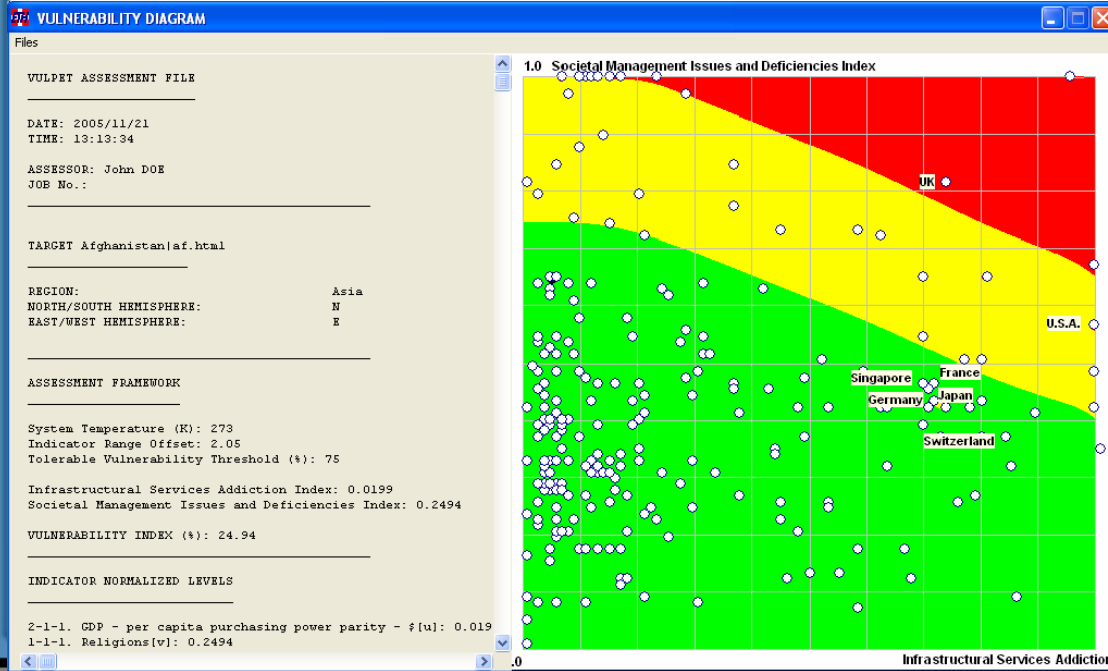 ETH VULNERABILITY DIAGRAM
Files
VULPET ASSESSMENT FILE
DATE: 2005/11/21
TIME: 13:13:34
ASSESSOR: John DOE
JOB No.:
TARGET Afghanistan|af.html
REGION: Asia
NORTH/SOUTH HEMISPHERE: N
EAST/WEST HEMISPHERE: E
ASSESSMENT FRAMEWORK
System Temperature (K): 273
Indicator Range Offset: 2.05
Tolerable Vulnerability Threshold (%): 75
Infrastructural Services Addiction Index: 0.0199
Societal Management Issues and Deficiencies Index: 0.2494
VULNERABILITY INDEX (%): 24.94
INDICATOR NORMALIZED LEVELS
2-1-1. GDP - per capita purchasing power parity - $[u]: 0.019
1-1-1. Religions[v]: 0.2494
1.0 Societal Management Issues and Deficiencies Index
UK
U.S.A.
France
Singapore
Japan
Germany
Switzerland
.0 Infrastructural Services Addiction